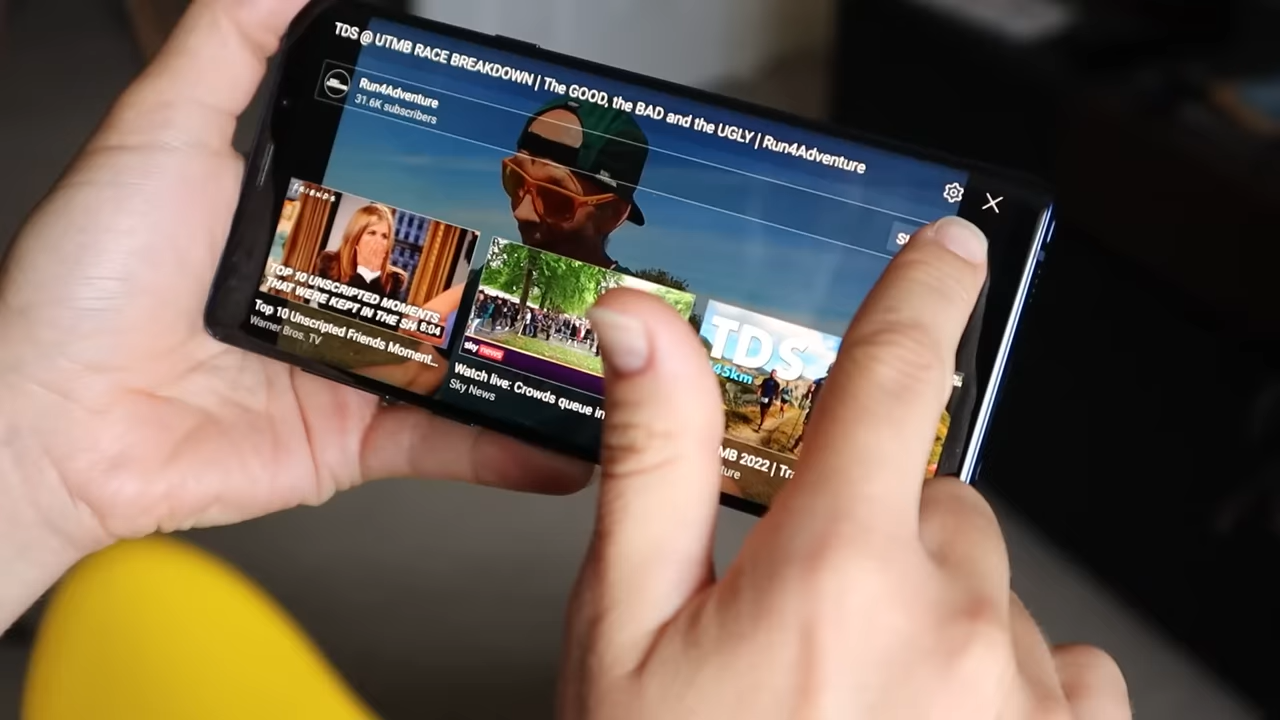 TDS @ UTMB RACE BREAKDOWN | The GOOD, the BAD and the UGLY | Run4Adventure
Run4Adventure
31.6K subscribers
FRIENDS
TOP 10 UNSCRIPTED MOMENTS
THAT WERE KEPT IN THE SH
8:04
Top 10 Unscripted Friends Moment...
Warner Bros. TV
sky news
Watch live: Crowds queue in
Sky News
TDS
45km
MB 2022 | Tr
ture